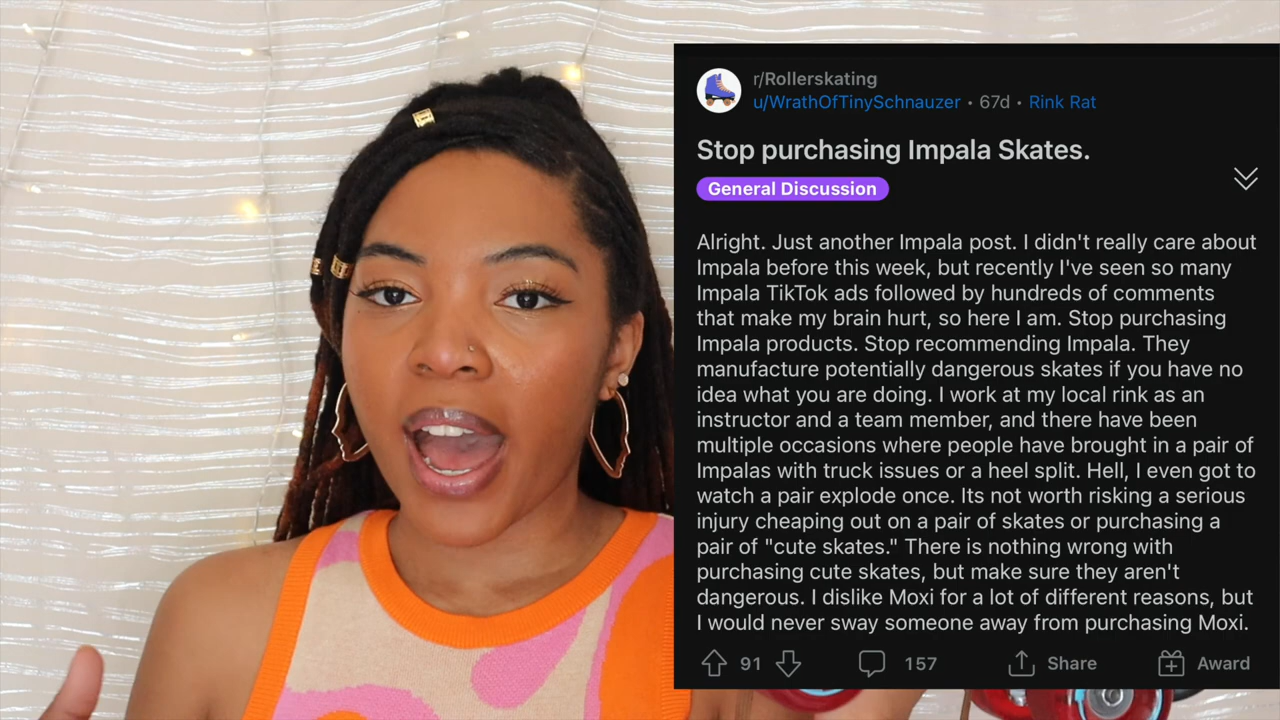 r/Rollerskating
u/WrathOfTinySchnauzer • 67d • Rink Rat
Stop purchasing Impala Skates.
General Discussion
Alright. Just another Impala post. I didn't really care about
Impala before this week, but recently I've seen so many
Impala TikTok ads followed by hundreds of comments
that make my brain hurt, so here I am. Stop purchasing
Impala products. Stop recommending Impala. They
manufacture potentially dangerous skates if you have no
idea what you are doing. I work at my local rink as an
instructor and a team member, and there have been
multiple occasions where people have brought in a pair of
Impalas with truck issues or a heel split. Hell, I even got to
watch a pair explode once. Its not worth risking a serious
injury cheaping out on a pair of skates or purchasing a
pair of "cute skates." There is nothing wrong with
purchasing cute skates, but make sure they aren't
dangerous. I dislike Moxi for a lot of different reasons, but
I would never sway someone away from purchasing Moxi.
91 157 Share Award